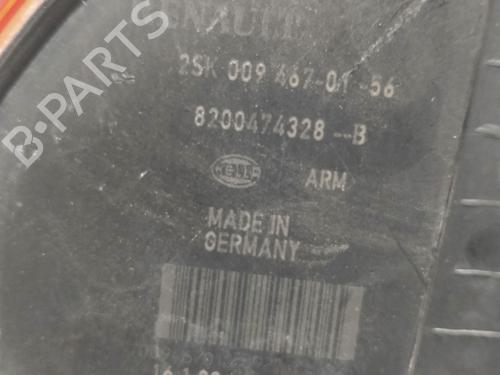 RENAULT
2SK 009 467-01 -56
8200474328 --B
HELLA ARM
MADE IN
GERMANY
B-PARTS